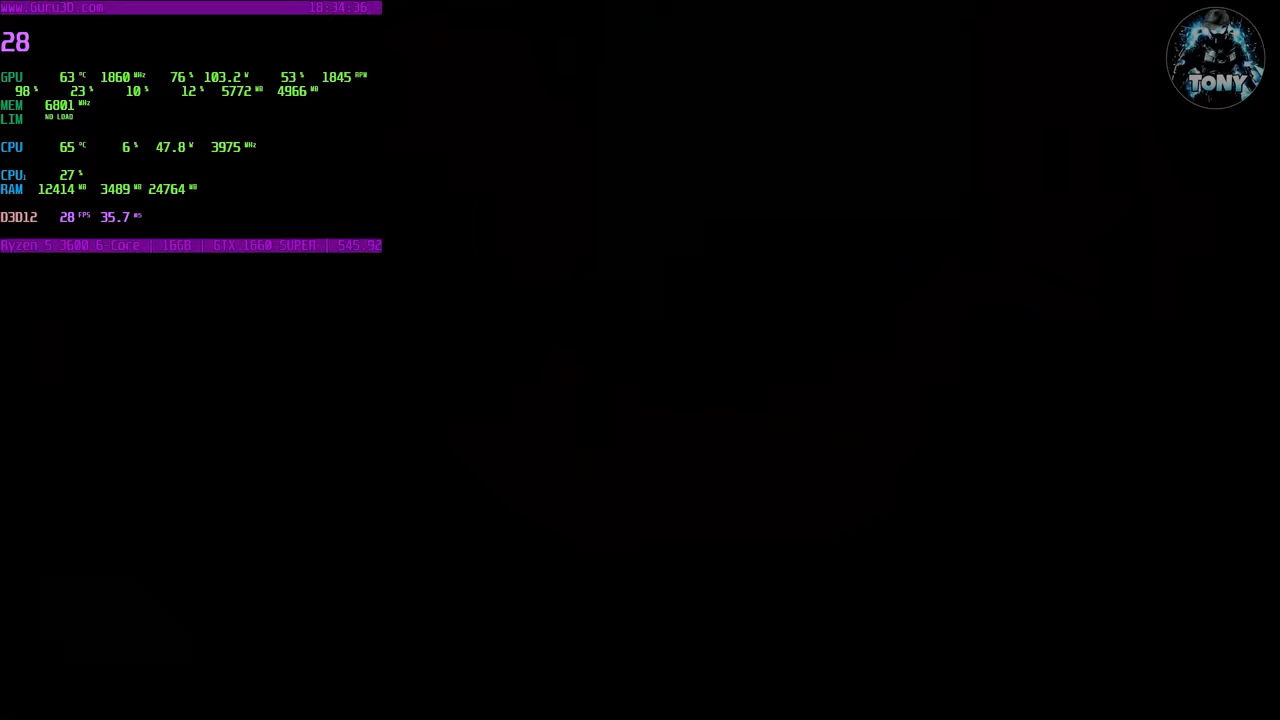 www.Guru3D.com 18:34:36
28
GPU 63 °C 1860 MHz 76 % 103.2 W 53 % 1845 RPM
98 % 23 % 10 % 12 % 5772 MB 4966 MB
MEM 6801 MHz
LIM NO LOAD
CPU 65 °C 6 % 47.8 W 3975 MHz
CPU1 27 %
RAM 12414 MB 3489 MB 24764 MB
D3D12 28 FPS 35.7 ms
Ryzen 5 3600 6-Core | 16GB | GTX 1660 SUPER | 545.92
TONY